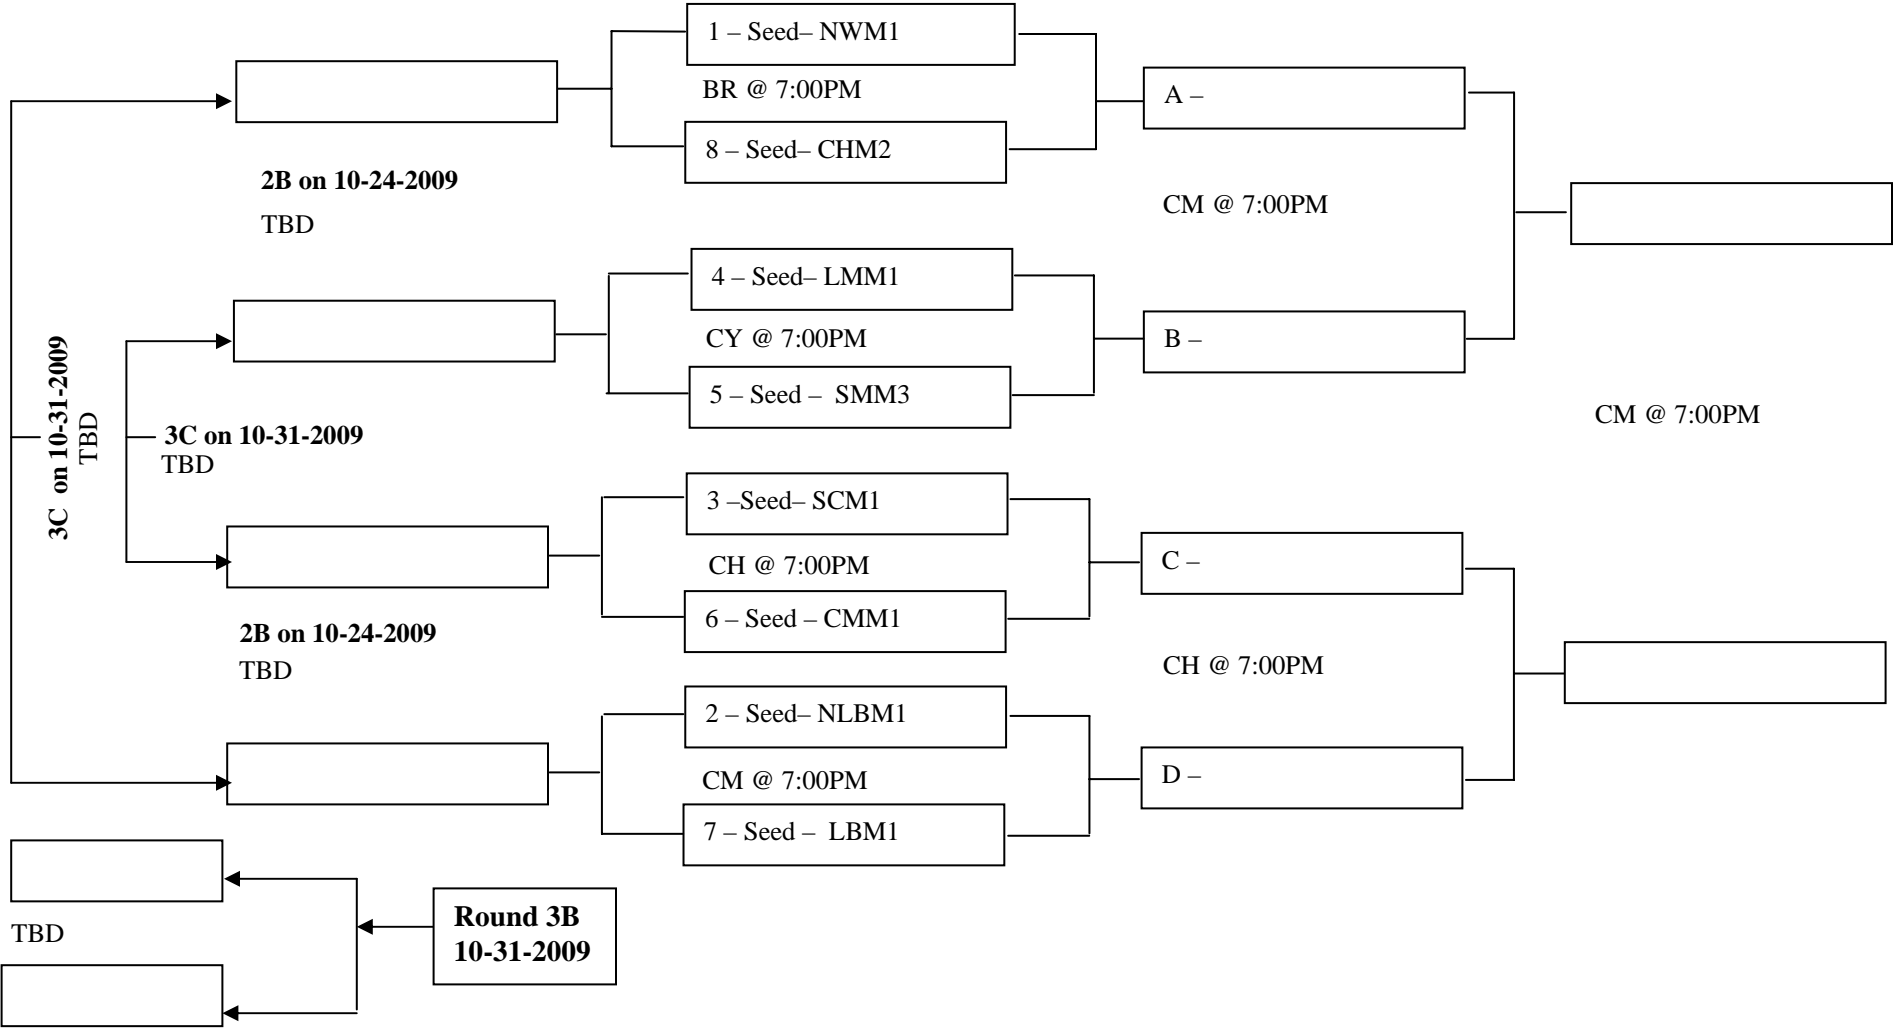 1 – Seed– NWM1
BR @ 7:00PM
8 – Seed– CHM2
A –
2B on 10-24-2009
TBD
CM @ 7:00PM
4 – Seed– LMM1
CY @ 7:00PM
5 – Seed –  SMM3
B –
3C  on 10-31-2009
TBD
3C on 10-31-2009
TBD
CM @ 7:00PM
3 –Seed– SCM1
CH @ 7:00PM
6 – Seed – CMM1
C –
2B on 10-24-2009
TBD
CH @ 7:00PM
2 – Seed– NLBM1
CM @ 7:00PM
7 – Seed –  LBM1
D –
TBD
Round 3B
10-31-2009